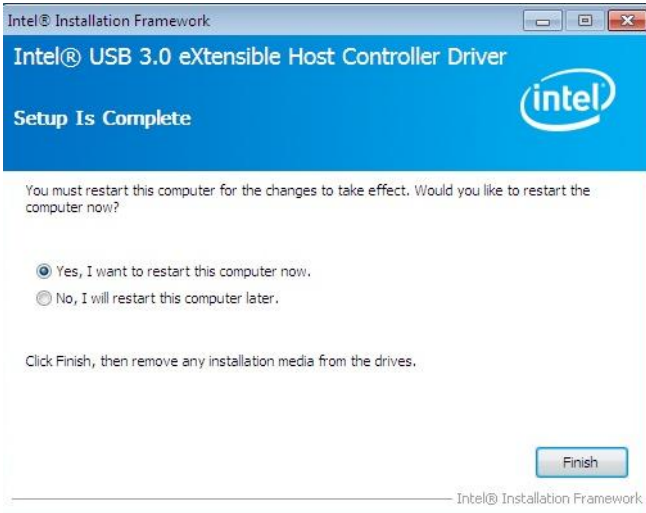 Intel® Installation Framework
Intel® USB 3.0 eXtensible Host Controller Driver
Setup Is Complete
intel
You must restart this computer for the changes to take effect. Would you like to restart the
computer now?
Yes, I want to restart this computer now.
No, I will restart this computer later.
Click Finish, then remove any installation media from the drives.
Finish
Intel® Installation Framework